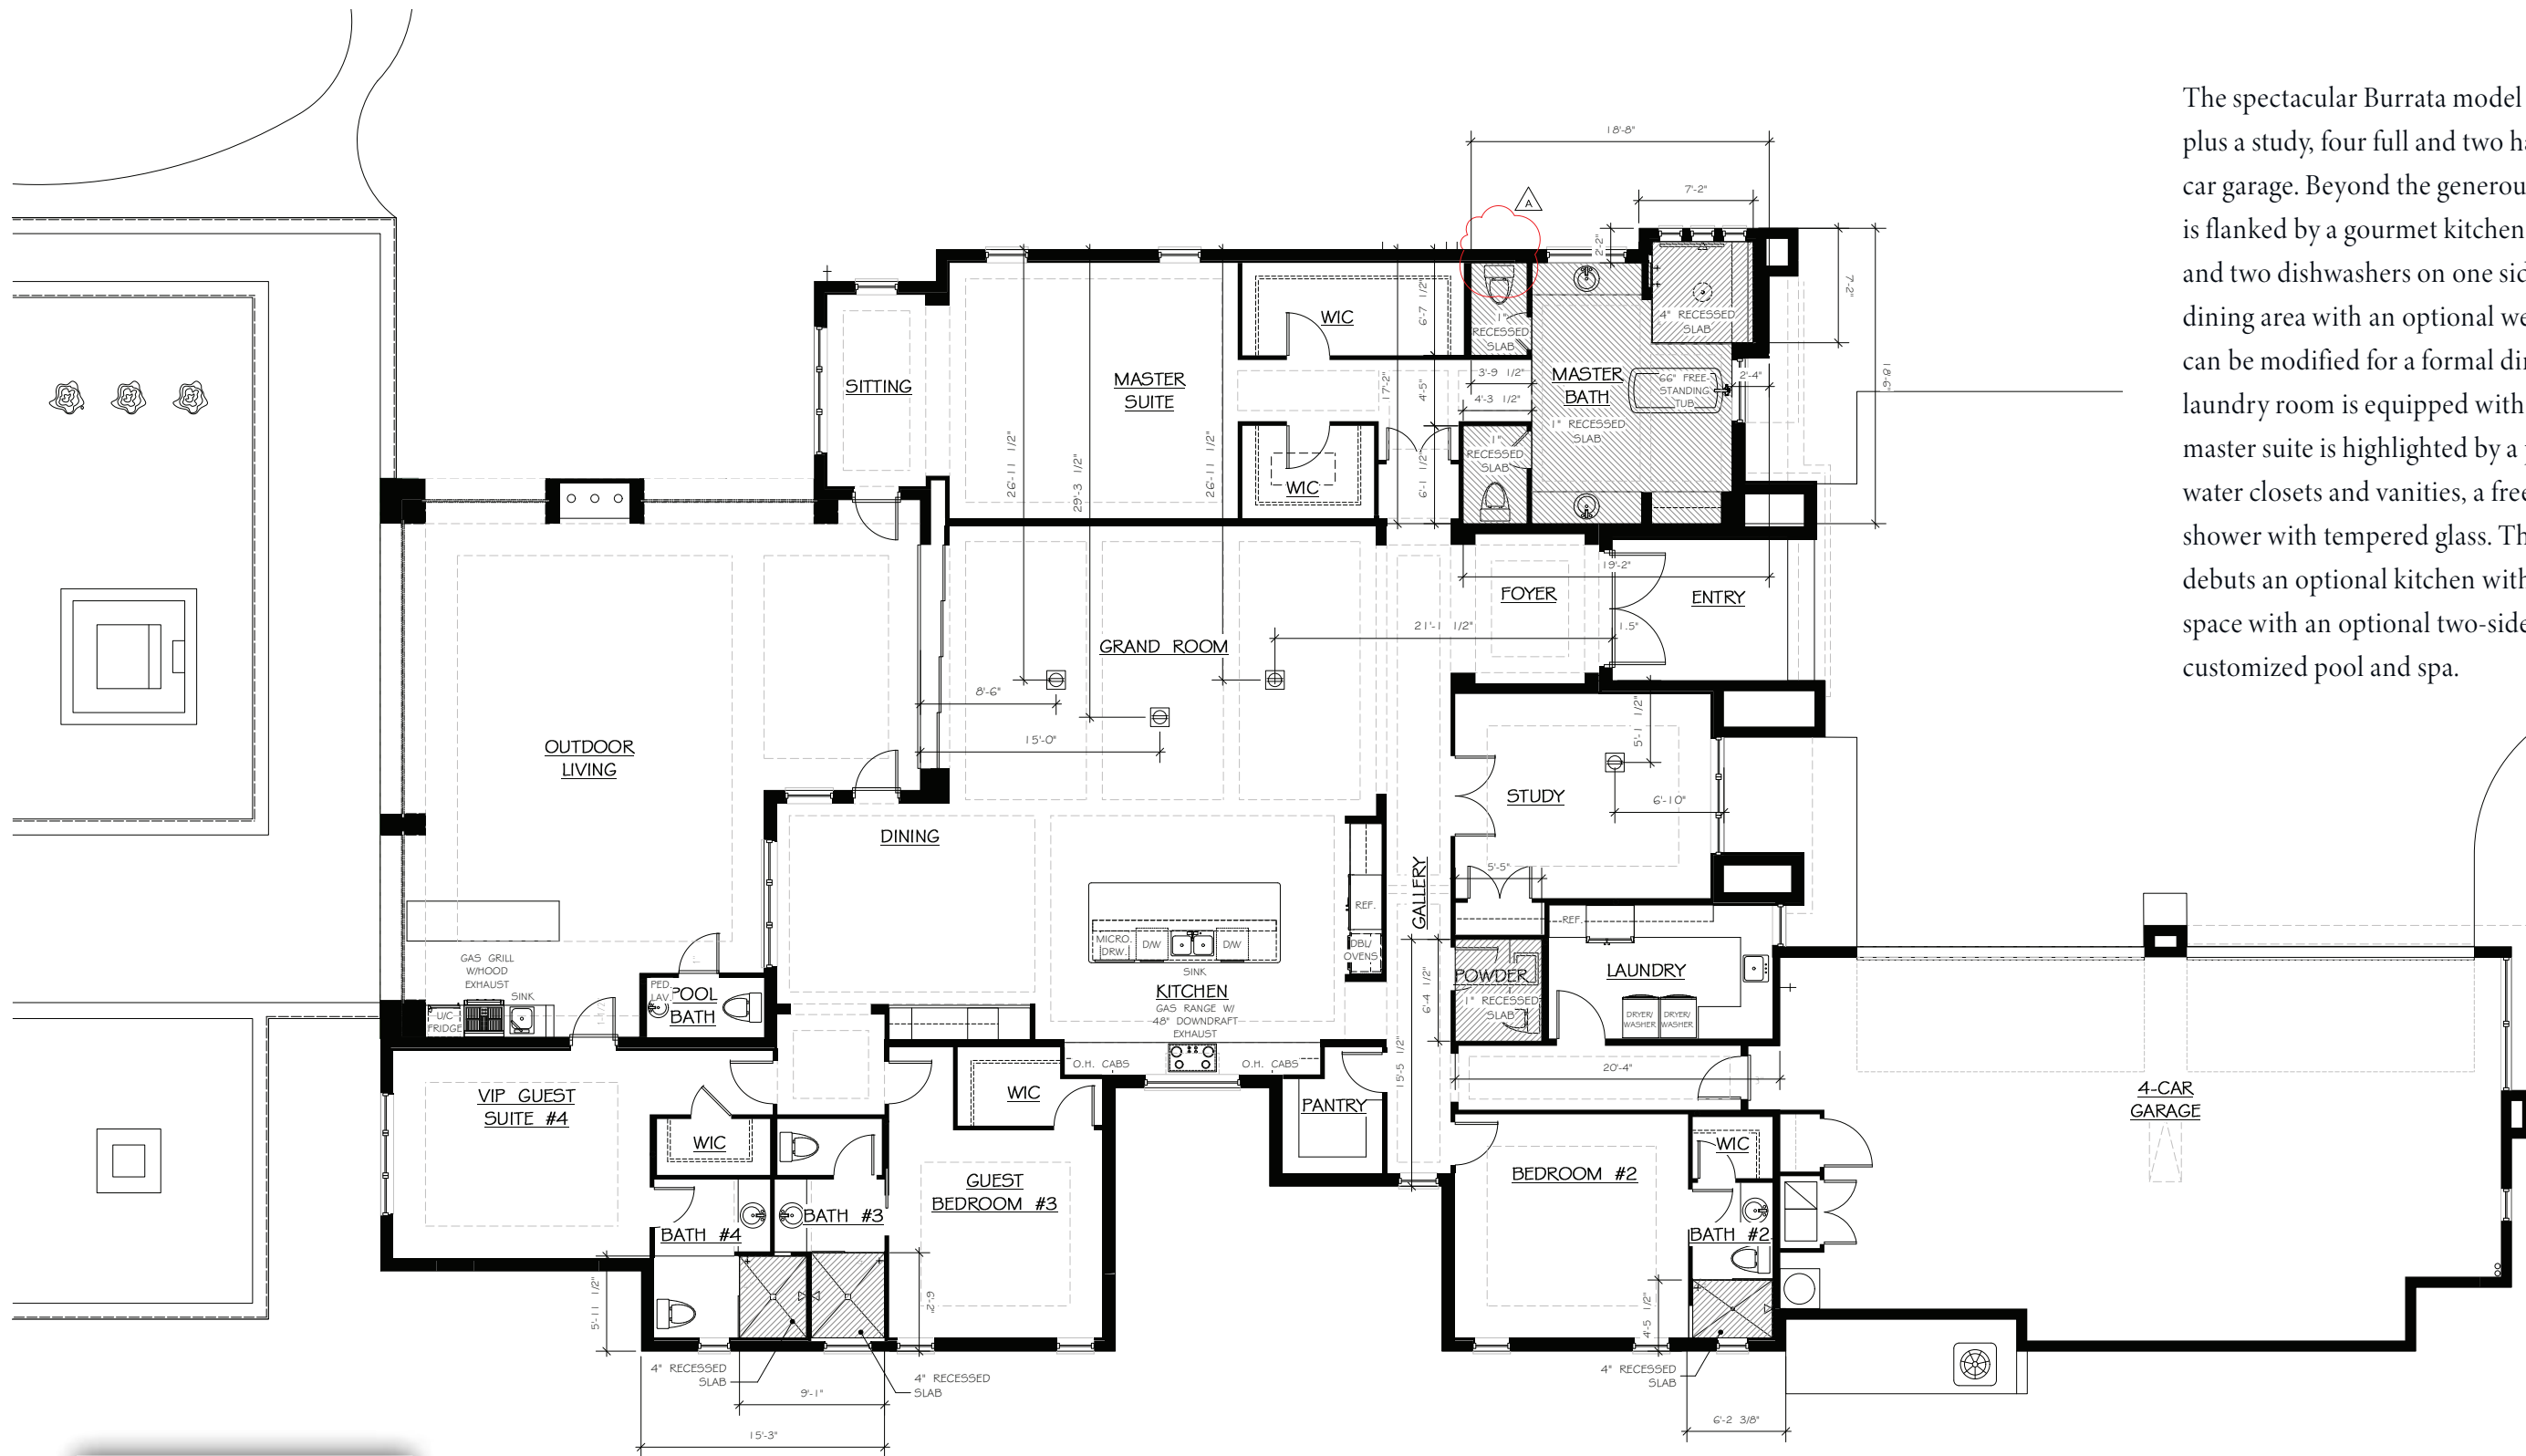 The spectacular Burrata model
plus a study, four full and two
car garage. Beyond the
is flanked by a gourmet kitchen
and two dishwashers on one
dining area with an optional
can be modified for a formal
laundry room is equipped with
master suite is highlighted by a
water closets and vanities, a
shower with tempered glass.
debuts an optional kitchen with
space with an optional
customized pool and spa.
18'-8"
7'-2"
A
2'-2"
7'-2"
18'-6"
WIC
6'-7 1/2"
1"
RECESSED
SLAB
4" RECESSED
SLAB
SITTING
MASTER
SUITE
17'-2"
4'-5"
3'-9 1/2"
4'-3 1/2"
MASTER
BATH
66" FREE-
STANDING
TUB
2'-4"
1" RECESSED
SLAB
26'-11 1/2"
29'-3 1/2"
26'-11 1/2"
WIC
6'-1 1/2"
1"
RECESSED
SLAB
FOYER
19'-2"
ENTRY
GRAND ROOM
21'-1 1/2"
1.5"
8'-6"
15'-0"
5'-1 1/2"
OUTDOOR
LIVING
STUDY
6'-10"
DINING
5'-5"
GALLERY
REF.
REF.
MICRO.
DRW.
D/W
D/W
SINK
DBL/
OVENS
GAS GRILL
W/HOOD
EXHAUST
SINK
U/C
FRIDGE
PED.
LAV.
POOL
BATH
KITCHEN
GAS RANGE W/
48" DOWNDRAFT
EXHAUST
POWDER
1" RECESSED
SLAB
6'-4 1/2"
LAUNDRY
DRYER/
WASHER
DRYER/
WASHER
15'-5 1/2"
20'-4"
O.H. CABS
O.H. CABS
VIP GUEST
SUITE #4
WIC
WIC
PANTRY
4-CAR
GARAGE
WIC
GUEST
BEDROOM #3
BEDROOM #2
BATH #4
BATH #3
BATH #2
5'-11 1/2"
6'-2"
4'-5 1/2"
4" RECESSED
SLAB
4" RECESSED
SLAB
4" RECESSED
SLAB
9'-1"
15'-3"
6'-2 3/8"